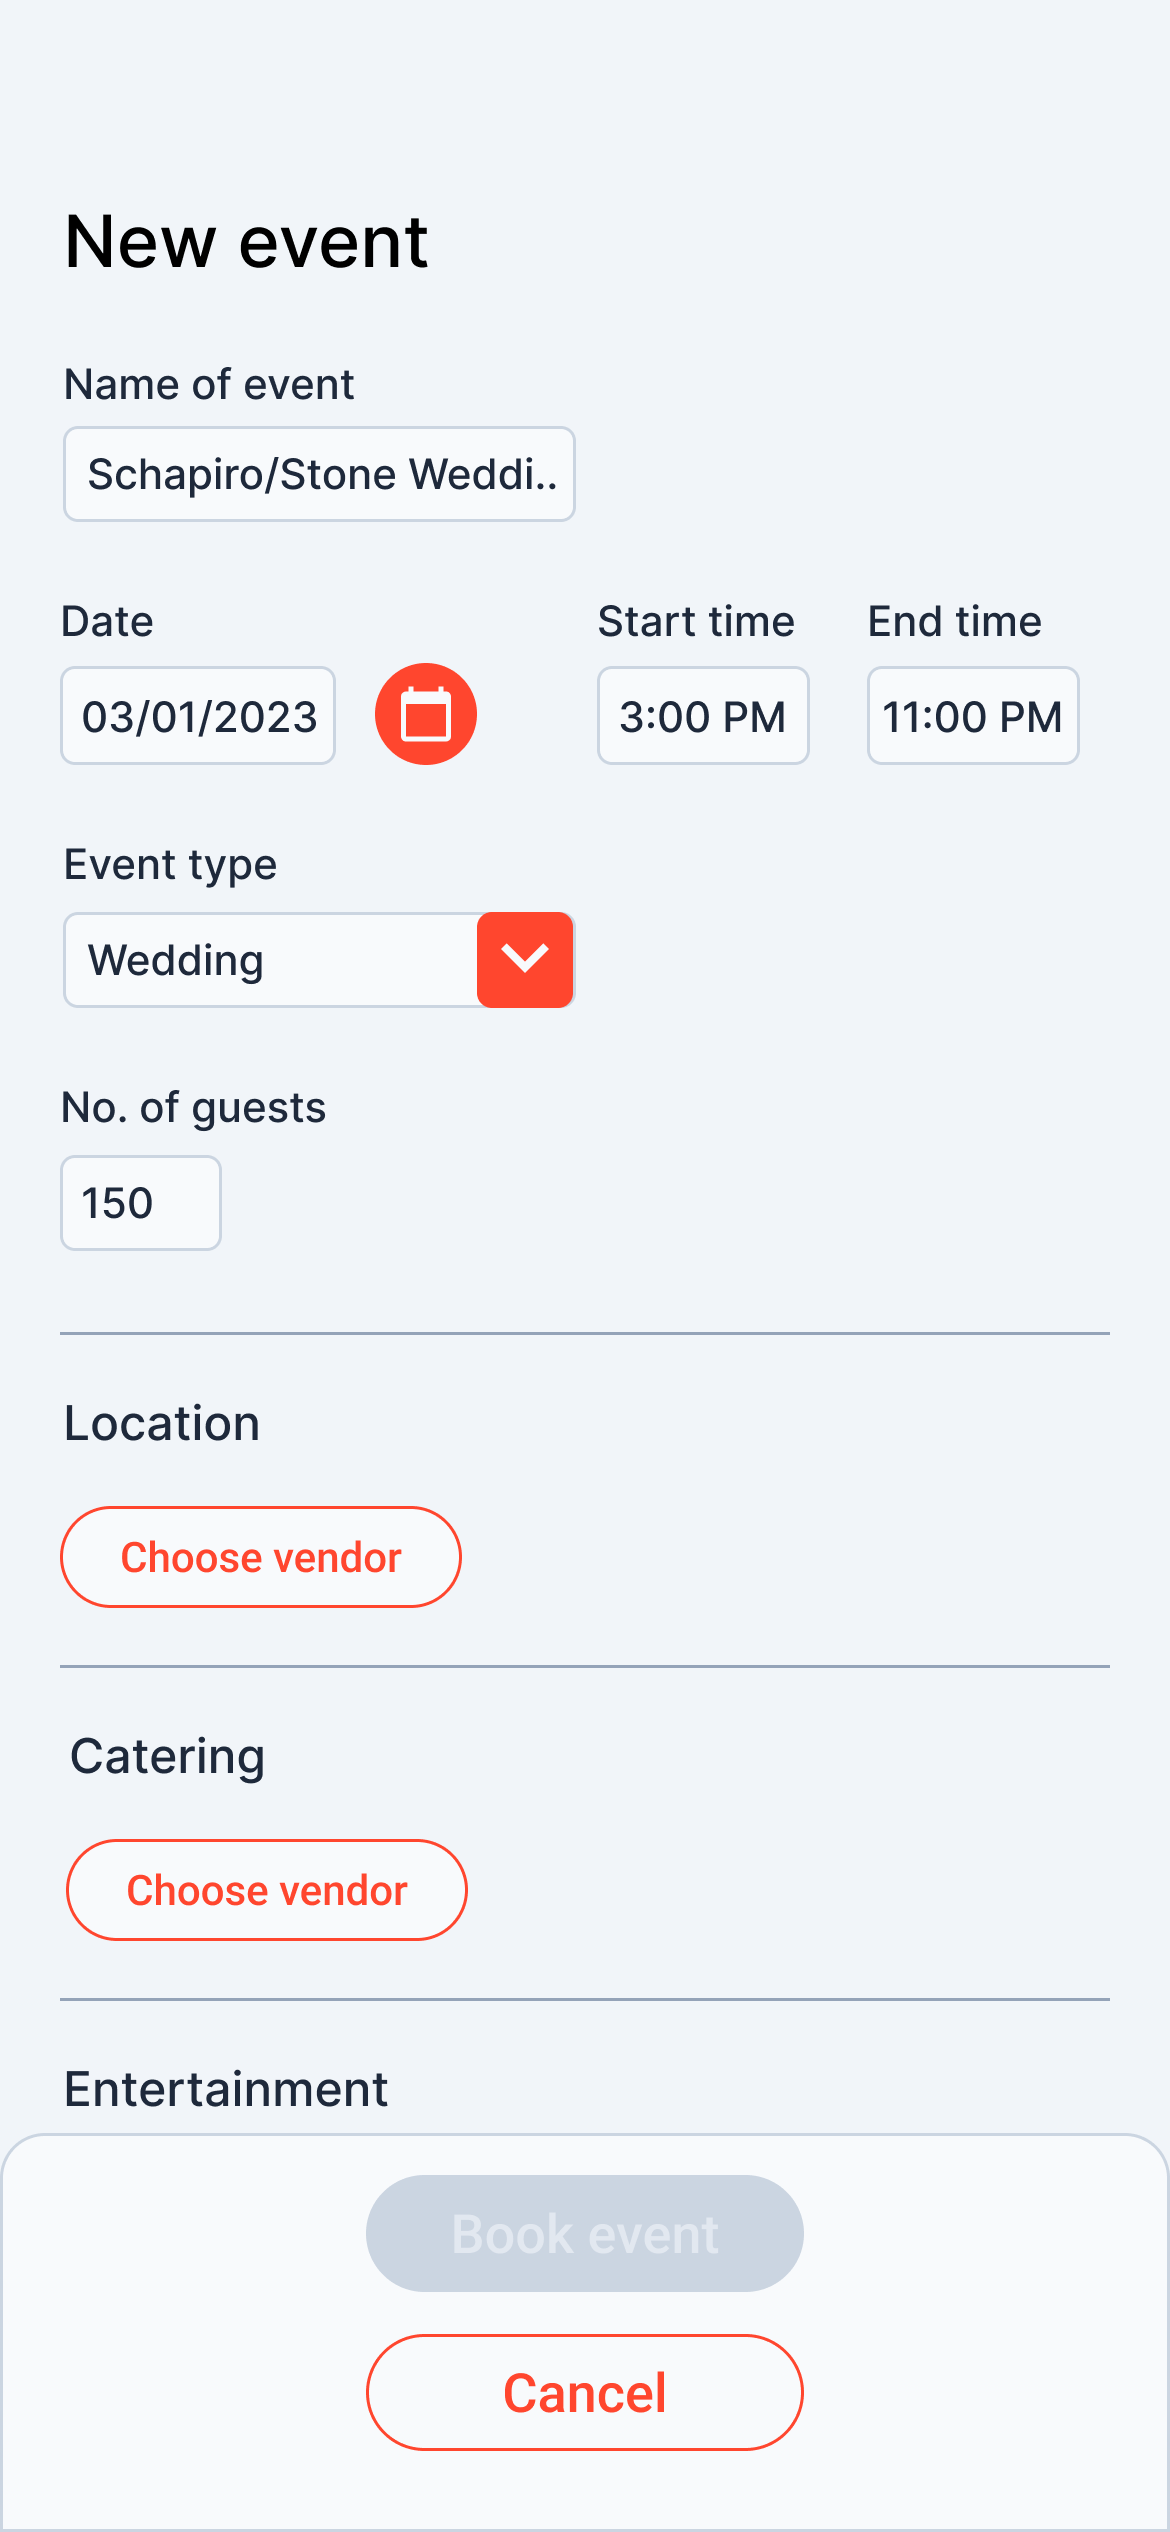 New event
Name of event
Schapiro/Stone Weddi..
Date Start time End time
03/01/2023 3:00 PM 11:00 PM
Event type
Wedding
No. of guests
150
Location
Choose vendor
Catering
Choose vendor
Entertainment
Book event
Cancel